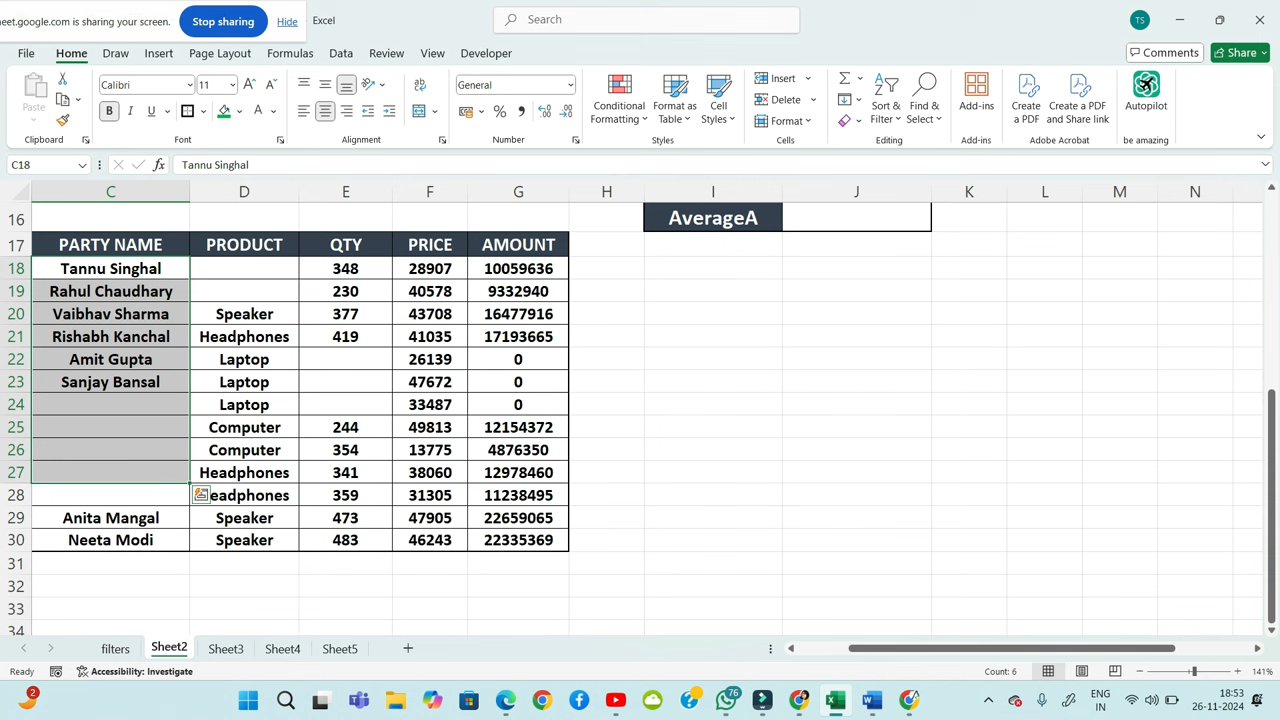 eet.google.com is sharing your screen. Stop sharing Hide Excel Search TS
File Home Draw Insert Page Layout Formulas Data Review View Developer Comments Share
Paste Calibri 11 General Conditional Formatting Format as Table Cell Styles Insert Delete Format Sort & Filter Find & Select Add-ins Create a PDF Create a PDF and Share link Autopilot
Clipboard Font Alignment Number Styles Cells Editing Add-ins Adobe Acrobat be amazing
C18 fx Tannu Singhal
C D E F G H I J K L M N
16 AverageA
17 PARTY NAME PRODUCT QTY PRICE AMOUNT
18 Tannu Singhal 348 28907 10059636
19 Rahul Chaudhary 230 40578 9332940
20 Vaibhav Sharma Speaker 377 43708 16477916
21 Rishabh Kanchal Headphones 419 41035 17193665
22 Amit Gupta Laptop 26139 0
23 Sanjay Bansal Laptop 47672 0
24 Laptop 33487 0
25 Computer 244 49813 12154372
26 Computer 354 13775 4876350
27 Headphones 341 38060 12978460
28 eadphones 359 31305 11238495
29 Anita Mangal Speaker 473 47905 22659065
30 Neeta Modi Speaker 483 46243 22335369
31
32
33
34
filters Sheet2 Sheet3 Sheet4 Sheet5
Ready Accessibility: Investigate Count: 6 141%
2 76 ENG IN 18:53 26-11-2024